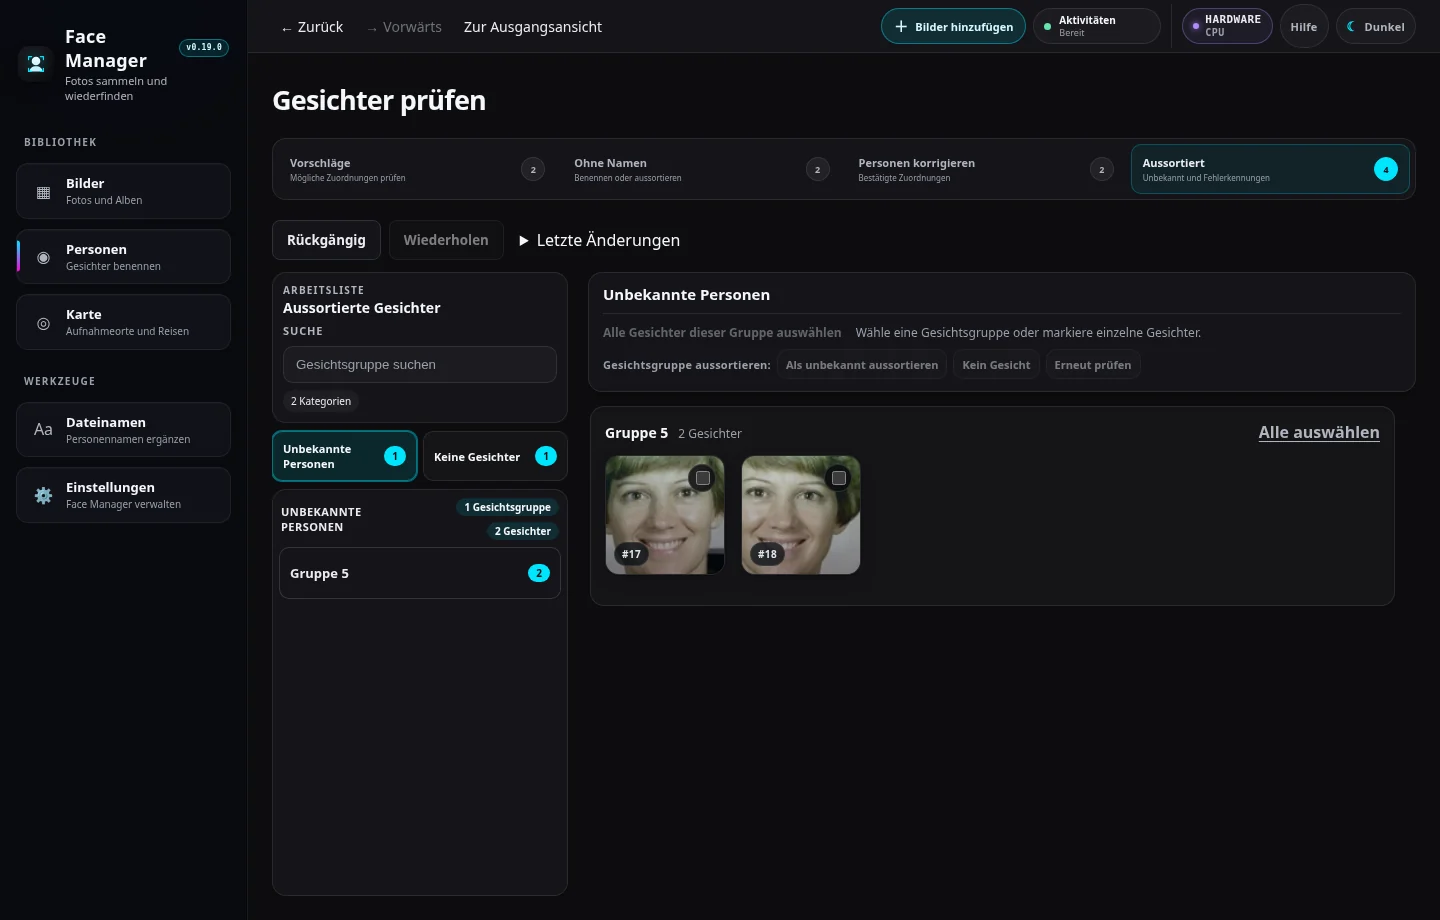 Face
Manager
v0.19.0
Fotos sammeln und
wiederfinden
BIBLIOTHEK
Bilder
Fotos und Alben
Personen
Gesichter benennen
Karte
Aufnahmeorte und Reisen
WERKZEUGE
Aa
Dateinamen
Personennamen ergänzen
Einstellungen
Face Manager verwalten
← Zurück
→ Vorwärts
Zur Ausgangsansicht
+ Bilder hinzufügen
Aktivitäten
Bereit
HARDWARE
CPU
Hilfe
Dunkel
Gesichter prüfen
Vorschläge
Mögliche Zuordnungen prüfen
2
Ohne Namen
Benennen oder aussortieren
2
Personen korrigieren
Bestätigte Zuordnungen
2
Aussortiert
Unbekannt und Fehlerkennungen
4
Rückgängig
Wiederholen
▶ Letzte Änderungen
ARBEITSLISTE
Aussortierte Gesichter
SUCHE
Gesichtsgruppe suchen
2 Kategorien
Unbekannte
Personen
1
Keine Gesichter
1
UNBEKANNTE
PERSONEN
1 Gesichtsgruppe
2 Gesichter
Gruppe 5
2
Unbekannte Personen
Alle Gesichter dieser Gruppe auswählen
Wähle eine Gesichtsgruppe oder markiere einzelne Gesichter.
Gesichtsgruppe aussortieren:
Als unbekannt aussortieren
Kein Gesicht
Erneut prüfen
Gruppe 5
2 Gesichter
Alle auswählen
#17
#18